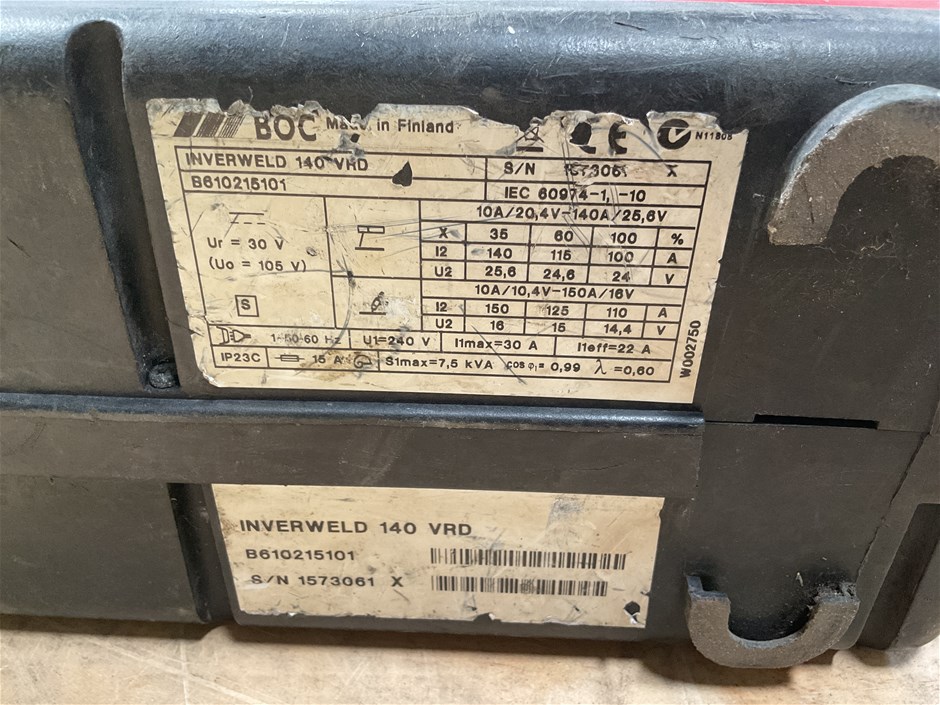 BOC Made in Finland
N11808
INVERWELD 140 VRD
S/N 1573061 X
B610215101
IEC 60974-1, -10
10A/20,4V-140A/25,6V
Ur = 30 V
(Uo = 105 V)
X 35 60 100 %
I2 140 115 100 A
U2 25,6 24,6 24 V
10A/10,4V-150A/16V
S
I2 150 125 110 A
U2 16 15 14,4 V
1~50-60 Hz U1=240 V I1max=30 A I1eff=22 A
IP23C 15 A S1max=7,5 kVA cos φ1= 0,99 λ =0,60
W002750
INVERWELD 140 VRD
B610215101
S/N 1573061 X